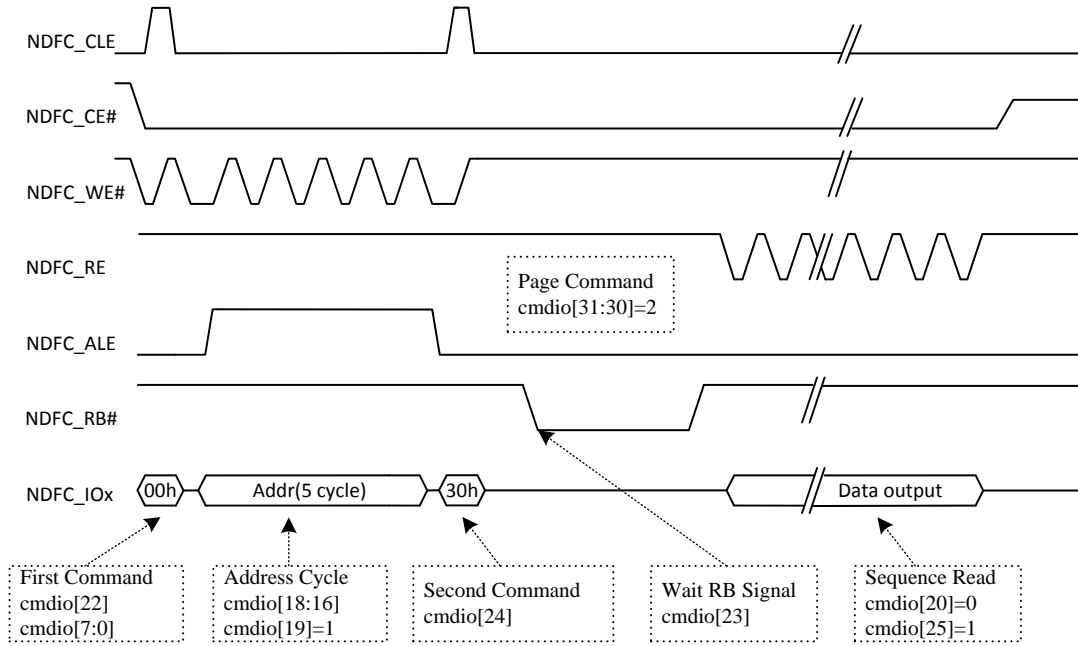 NDFC_CLE
NDFC_CE#
NDFC_WE#
NDFC_RE
Page Command
cmdio[31:30]=2
NDFC_ALE
NDFC_RB#
NDFC_IOx
00h
Addr(5 cycle)
30h
Data output
First Command
cmdio[22]
cmdio[7:0]
Address Cycle
cmdio[18:16]
cmdio[19]=1
Second Command
cmdio[24]
Wait RB Signal
cmdio[23]
Sequence Read
cmdio[20]=0
cmdio[25]=1